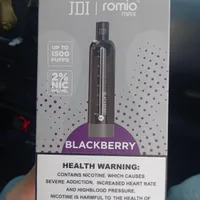 JDI | romio
MAX
UP TO
1500
PUFFS
2%
NIC
BLACKBERRY
HEALTH WARNING:
CONTAINS NICOTINE WHICH CAUSES
SEVERE ADDICTION, INCREASED HEART RATE
AND HIGHBLOOD PRESSURE.
NICOTINE IS HARMFUL TO THE HEALTH OF